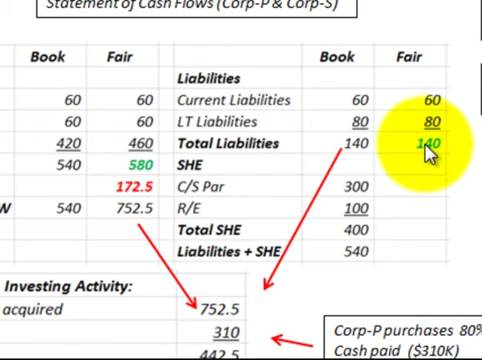 Statement of Cash Flows (Corp-P & Corp-S)
Book Fair Book Fair
Liabilities
60 60 Current Liabilities 60 60
60 60 LT Liabilities 80 80
420 460 Total Liabilities 140 140
540 580 SHE
172.5 C/S Par 300
W 540 752.5 R/E 100
Total SHE 400
Liabilities + SHE 540
Investing Activity:
acquired 752.5
310
442.5
Corp-P purchases 80%
Cash paid ($310K)